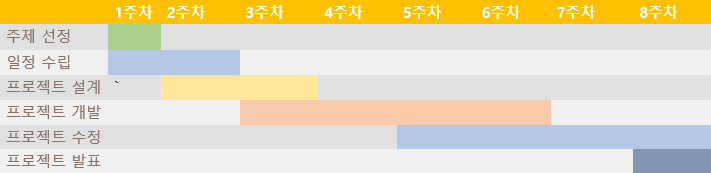 1주차 2주차 3주차 4주차 5주차 6주차 7주차 8주차
주제 선정
일정 수립
프로젝트 설계 `
프로젝트 개발
프로젝트 수정
프로젝트 발표